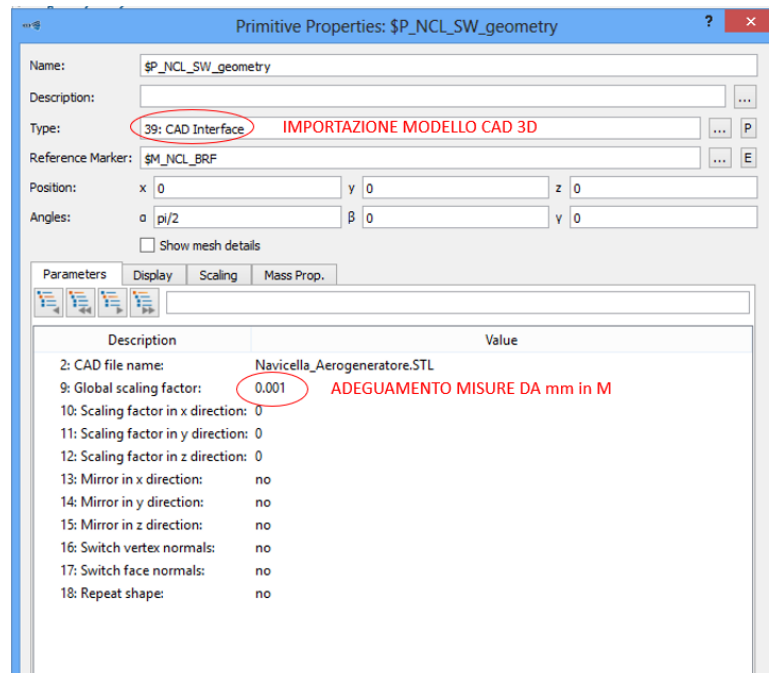 Primitive Properties: $P_NCL_SW_geometry ? ×
Name: $P_NCL_SW_geometry
Description: ...
Type: 39: CAD Interface IMPORTAZIONE MODELLO CAD 3D ... P
Reference Marker: $M_NCL_BRF ... E
Position: x 0 y 0 z 0
Angles: α pi/2 β 0 γ 0
Show mesh details
Parameters Display Scaling Mass Prop.
Description Value
2: CAD file name: Navicella_Aerogeneratore.STL
9: Global scaling factor: 0.001 ADEGUAMENTO MISURE DA mm in M
10: Scaling factor in x direction: 0
11: Scaling factor in y direction: 0
12: Scaling factor in z direction: 0
13: Mirror in x direction: no
14: Mirror in y direction: no
15: Mirror in z direction: no
16: Switch vertex normals: no
17: Switch face normals: no
18: Repeat shape: no